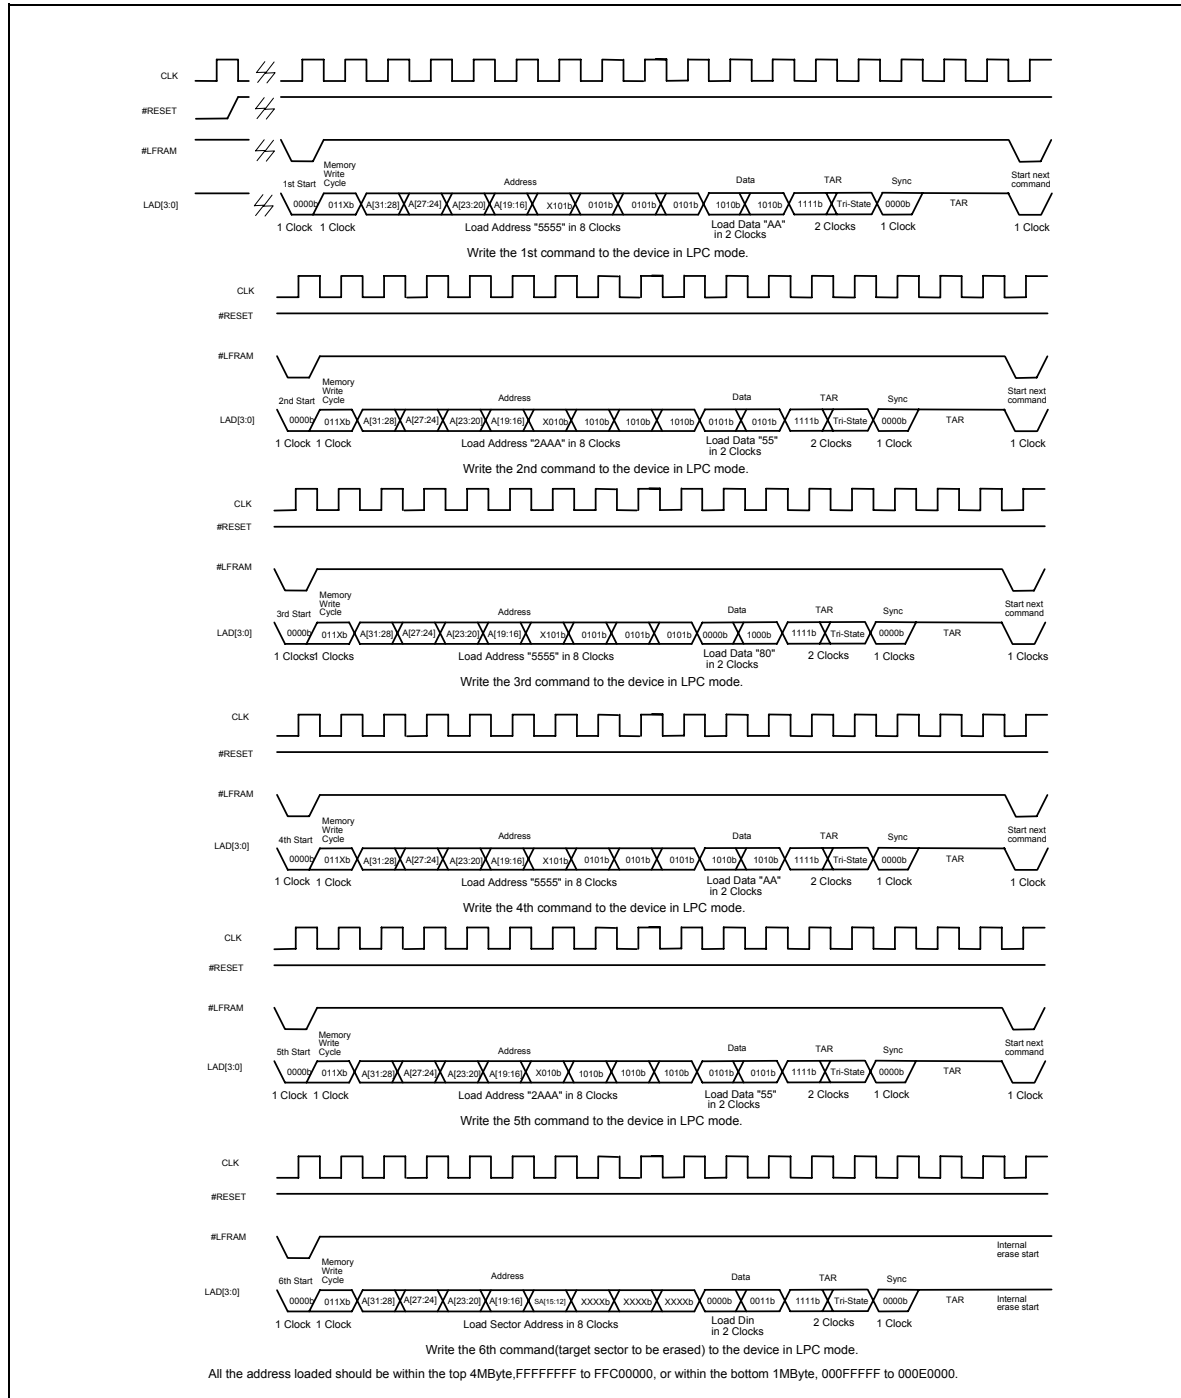 CLK
#RESET
#LFRAM
Memory
Write
Cycle
1st Start
Address
Data
TAR
Sync
Start next
command
LAD[3:0]
0000b 011Xb A[31:28] A[27:24] A[23:20] A[19:16] X101b 0101b 0101b 0101b 1010b 1010b 1111b Tri-State 0000b TAR
1 Clock 1 Clock Load Address "5555" in 8 Clocks Load Data "AA" in 2 Clocks 2 Clocks 1 Clock 1 Clock
Write the 1st command to the device in LPC mode.
CLK
#RESET
#LFRAM
Memory
Write
Cycle
2nd Start
Address
Data
TAR
Sync
Start next
command
LAD[3:0]
0000b 011Xb A[31:28] A[27:24] A[23:20] A[19:16] X010b 1010b 1010b 1010b 0101b 0101b 1111b Tri-State 0000b TAR
1 Clock 1 Clock Load Address "2AAA" in 8 Clocks Load Data "55" in 2 Clocks 2 Clocks 1 Clock 1 Clock
Write the 2nd command to the device in LPC mode.
CLK
#RESET
#LFRAM
Memory
Write
Cycle
3rd Start
Address
Data
TAR
Sync
Start next
command
LAD[3:0]
0000b 011Xb A[31:28] A[27:24] A[23:20] A[19:16] X101b 0101b 0101b 0101b 0000b 1000b 1111b Tri-State 0000b TAR
1 Clocks 1 Clocks Load Address "5555" in 8 Clocks Load Data "80" in 2 Clocks 2 Clocks 1 Clocks 1 Clocks
Write the 3rd command to the device in LPC mode.
CLK
#RESET
#LFRAM
Memory
Write
Cycle
4th Start
Address
Data
TAR
Sync
Start next
command
LAD[3:0]
0000b 011Xb A[31:28] A[27:24] A[23:20] A[19:16] X101b 0101b 0101b 0101b 1010b 1010b 1111b Tri-State 0000b TAR
1 Clock 1 Clock Load Address "5555" in 8 Clocks Load Data "AA" in 2 Clocks 2 Clocks 1 Clock 1 Clock
Write the 4th command to the device in LPC mode.
CLK
#RESET
#LFRAM
Memory
Write
Cycle
5th Start
Address
Data
TAR
Sync
Start next
command
LAD[3:0]
0000b 011Xb A[31:28] A[27:24] A[23:20] A[19:16] X010b 1010b 1010b 1010b 0101b 0101b 1111b Tri-State 0000b TAR
1 Clock 1 Clock Load Address "2AAA" in 8 Clocks Load Data "55" in 2 Clocks 2 Clocks 1 Clock 1 Clock
Write the 5th command to the device in LPC mode.
CLK
#RESET
#LFRAM
Internal
erase start
Memory
Write
Cycle
6th Start
Address
Data
TAR
Sync
LAD[3:0]
0000b 011Xb A[31:28] A[27:24] A[23:20] A[19:16] SA[15:12] XXXXb XXXXb XXXXb 0000b 0011b 1111b Tri-State 0000b TAR
Internal
erase start
1 Clock 1 Clock Load Sector Address in 8 Clocks Load Din in 2 Clocks 2 Clocks 1 Clock
Write the 6th command(target sector to be erased) to the device in LPC mode.
All the address loaded should be within the top 4MByte,FFFFFFFF to FFC00000, or within the bottom 1MByte, 000FFFFF to 000E0000.